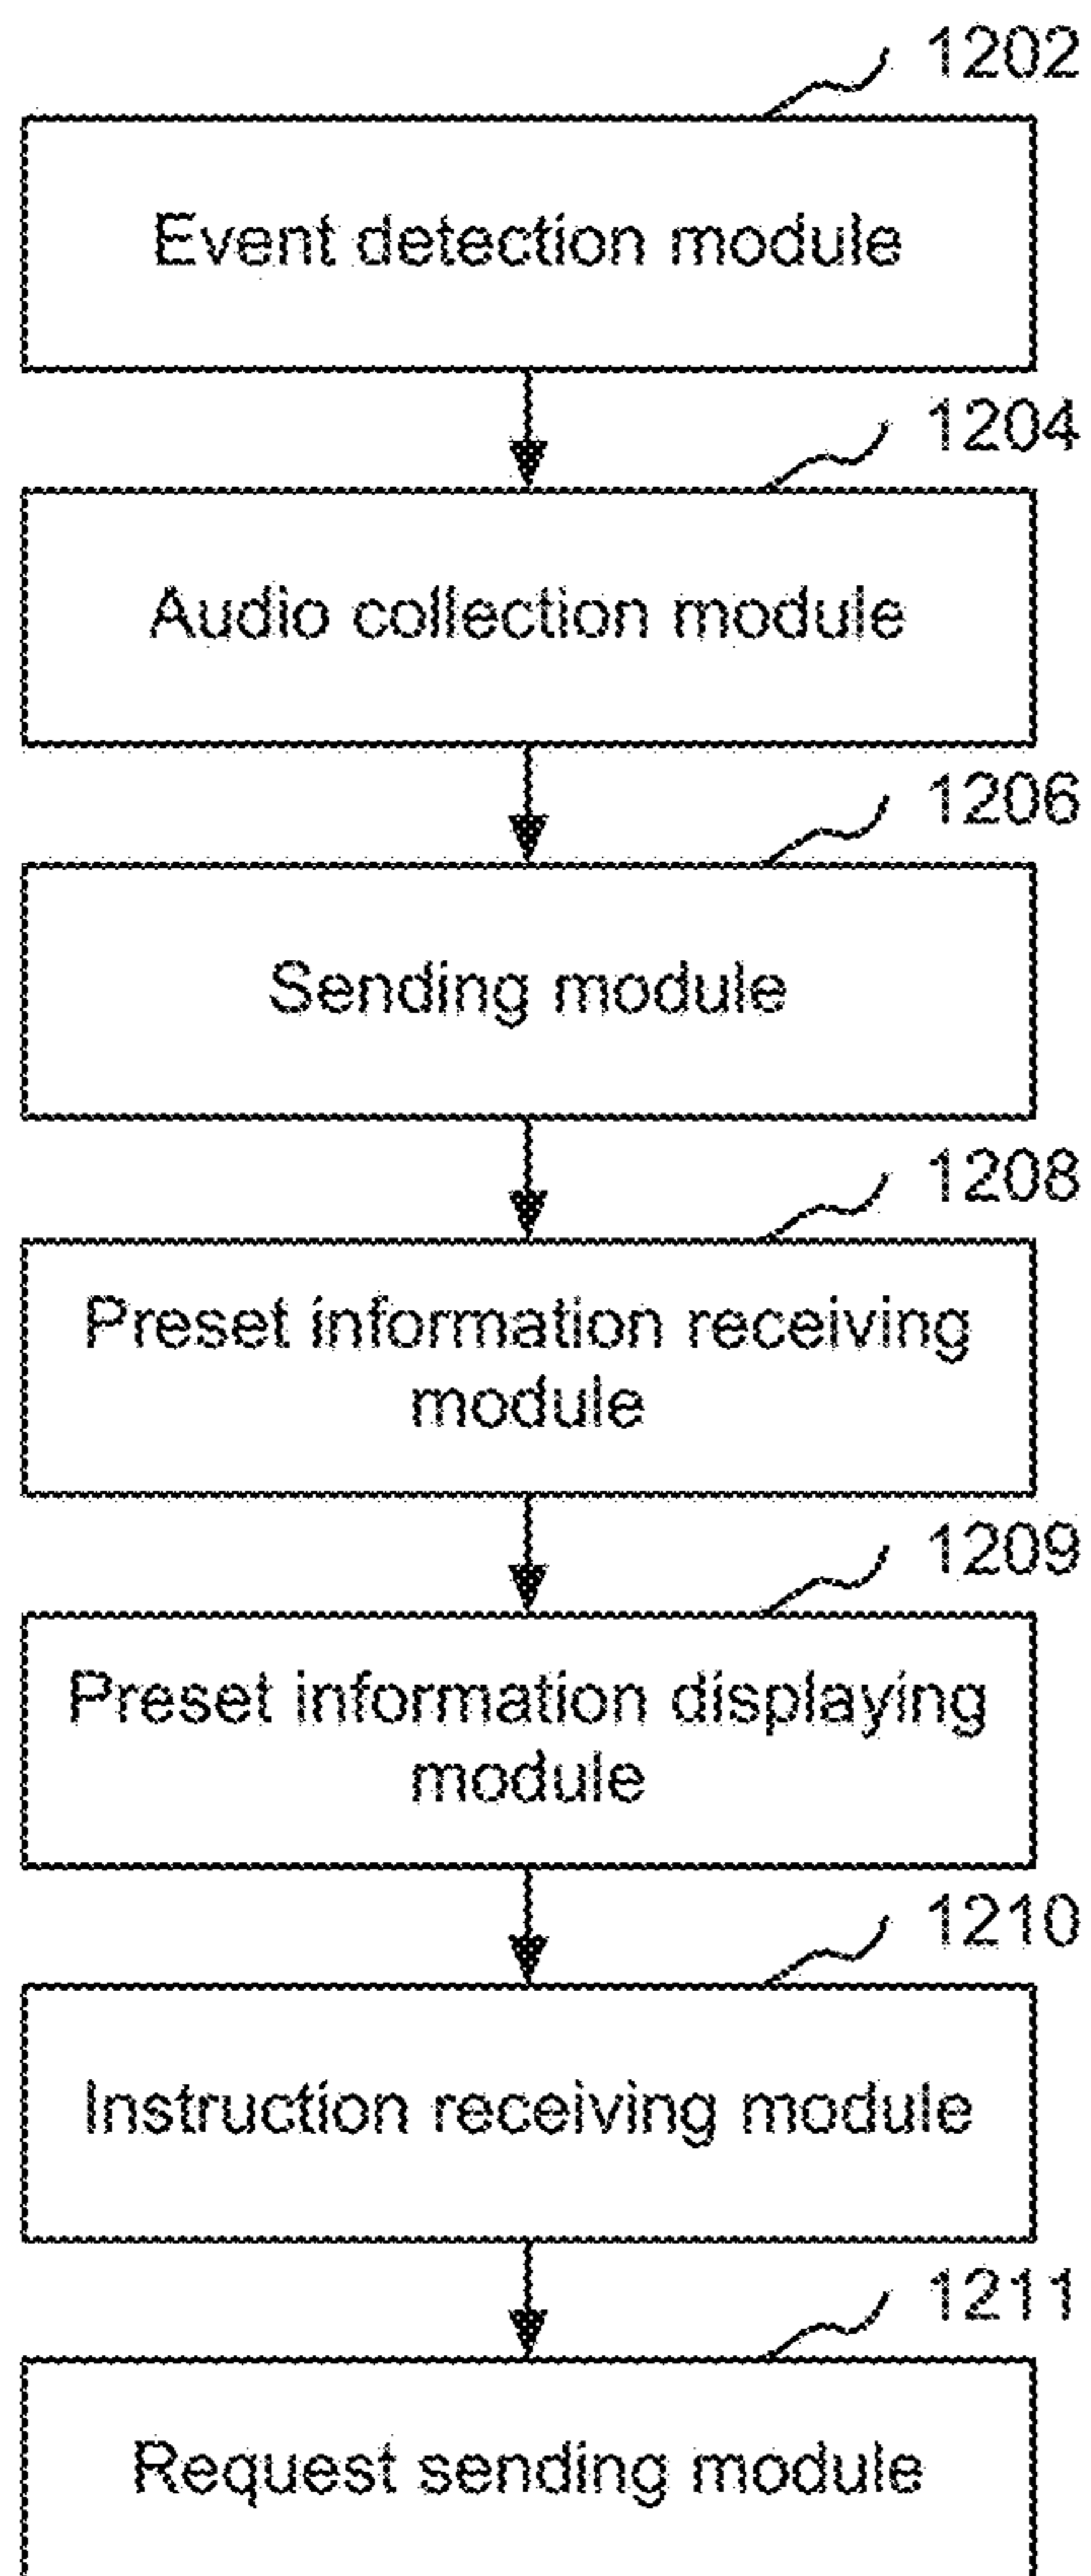 1202
Event detection module
1204
Audio collection module
1206
Sending module
1208
Preset information receiving
module
1209
Preset information displaying
module
1210
Instruction receiving module
1211
Request sending module